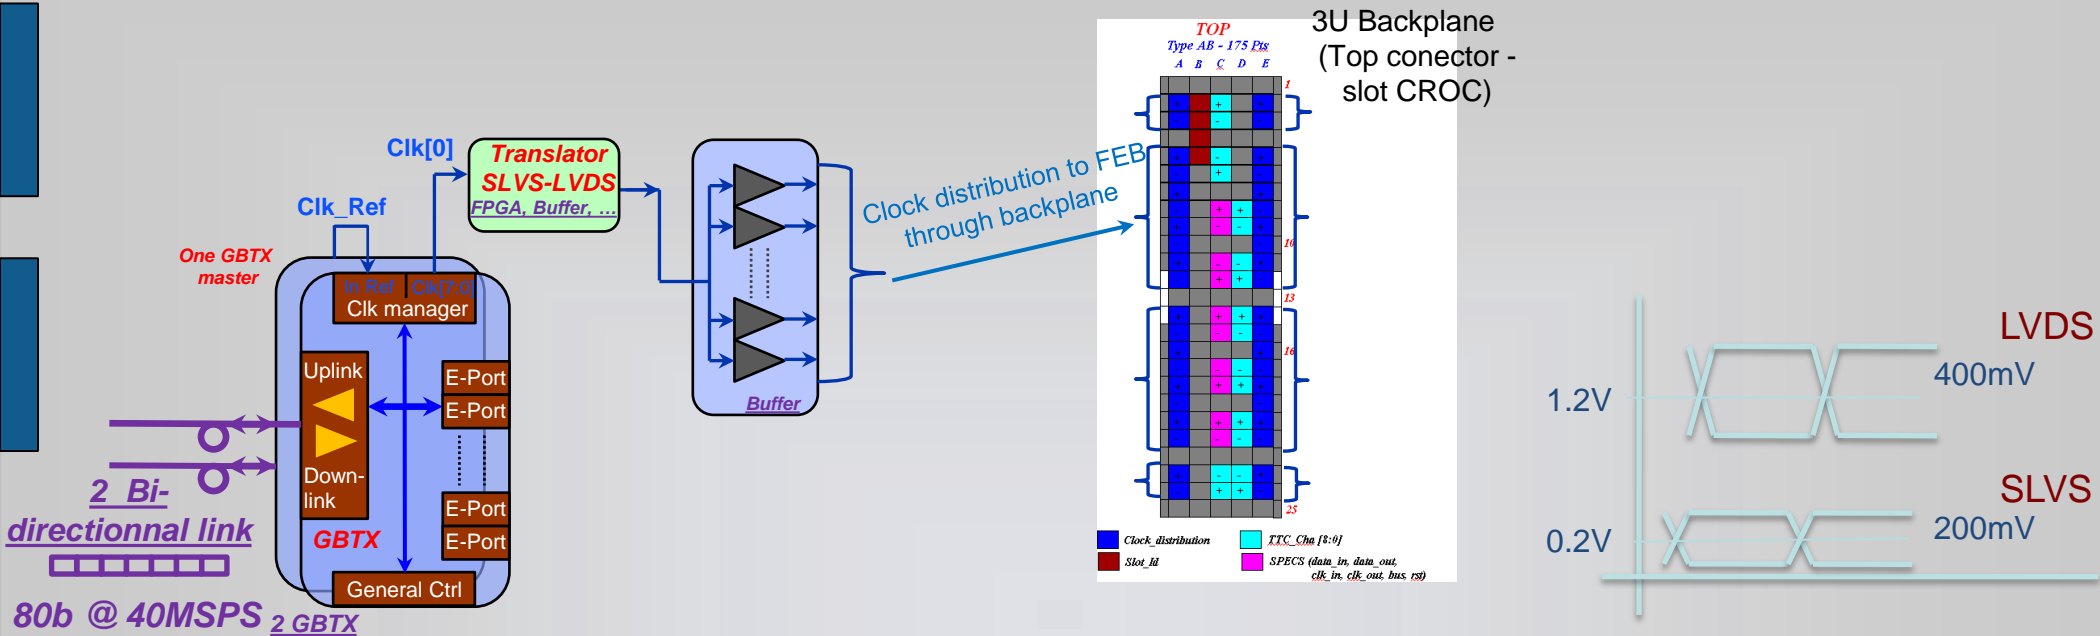 3U Backplane
(Top conector -
slot CROC)
TOP
Type AB - 175 Pts
A B C D E
1
10
13
16
25
Clock_distribution
TTC_Cha [8:0]
Slot_Id
SPECS (data_in, data_out,
clk_in, clk_out, bus, rst)
Clk[0]
Translator
SLVS-LVDS
FPGA, Buffer, ...
Clk_Ref
One GBTX
master
In Ref
Clk[7:0]
Clk manager
Uplink
Down-
link
E-Port
E-Port
E-Port
E-Port
GBTX
General Ctrl
2 Bi-
directionnal link
80b @ 40MSPS
2 GBTX
Buffer
Clock distribution to FEB
through backplane
LVDS
400mV
1.2V
SLVS
200mV
0.2V